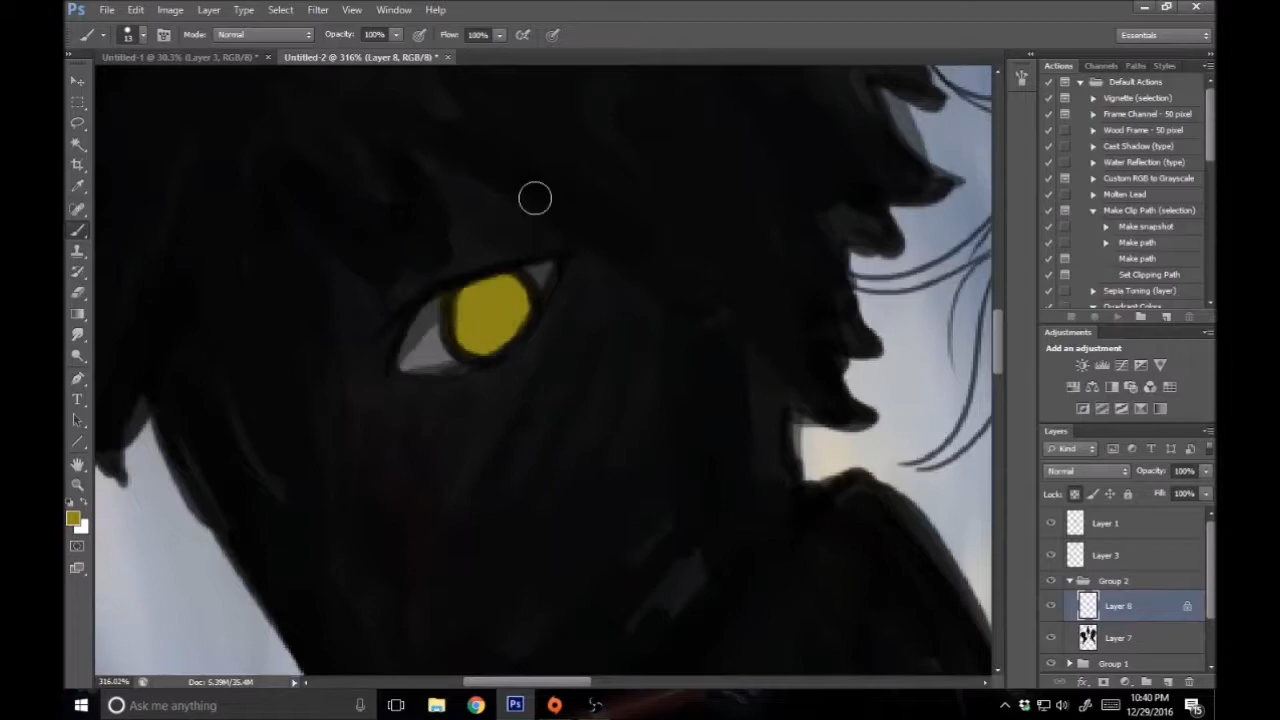 Ps File Edit Image Layer Type Select Filter View Window Help
13 Mode: Normal Opacity: 100% Flow: 100% Essentials
Untitled-1 @ 30.3% (Layer 3, RGB/8) * × Untitled-2 @ 316% (Layer 8, RGB/8) * ×
Actions Channels Paths Styles
Default Actions
Vignette (selection)
Frame Channel - 50 pixel
Wood Frame - 50 pixel
Cast Shadow (type)
Water Reflection (type)
Custom RGB to Grayscale
Molten Lead
Make Clip Path (selection)
Make snapshot
Make path
Make path
Set Clipping Path
Sepia Toning (layer)
Quadrant Colors
Adjustments
Add an adjustment
Layers
Kind
Normal Opacity: 100%
Lock: Fill: 100%
Layer 1
Layer 3
Group 2
Layer 8
Layer 7
Group 1
316.02% Doc: 5.39M/35.4M
Ask me anything
10:40 PM
12/29/2016
15